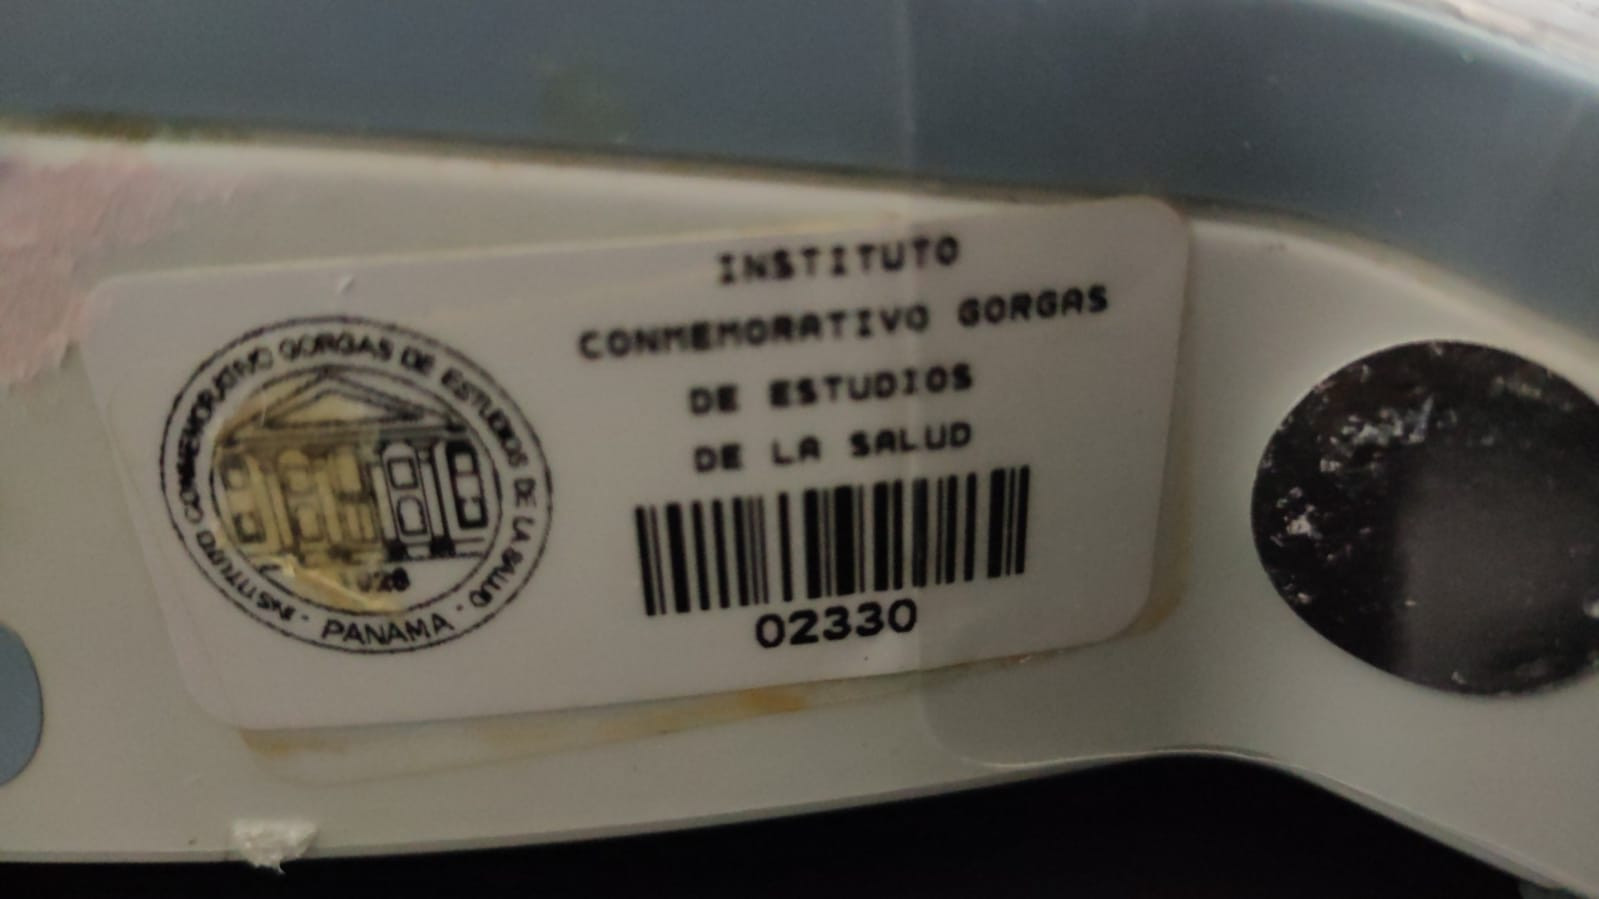 INSTITUTO
CONMEMORATIVO GORGAS
DE ESTUDIOS
DE LA SALUD
02330
INSTITUTO CONMEMORATIVO GORGAS DE ESTUDIOS DE LA SALUD
· PANAMA ·